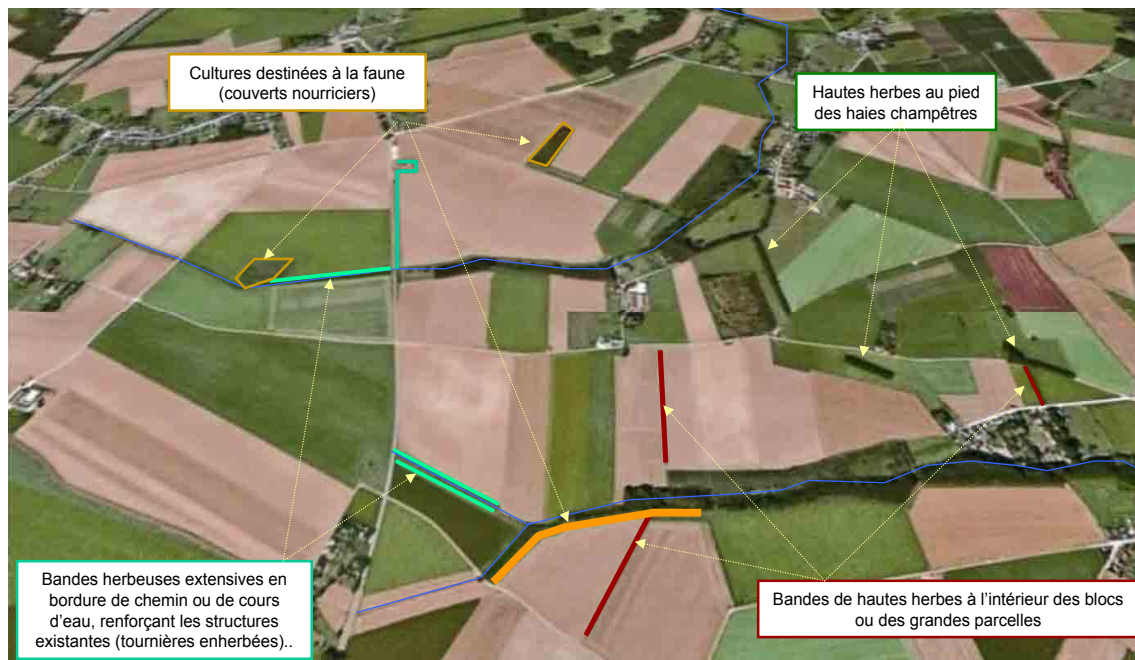 Cultures destinées à la faune
(couverts nourriciers)
Hautes herbes au pied
des haies champêtres
Bandes herbeuses extensives en
bordure de chemin ou de cours
d’eau, renforçant les structures
existantes (tournières enherbées)..
Bandes de hautes herbes à l’intérieur des blocs
ou des grandes parcelles